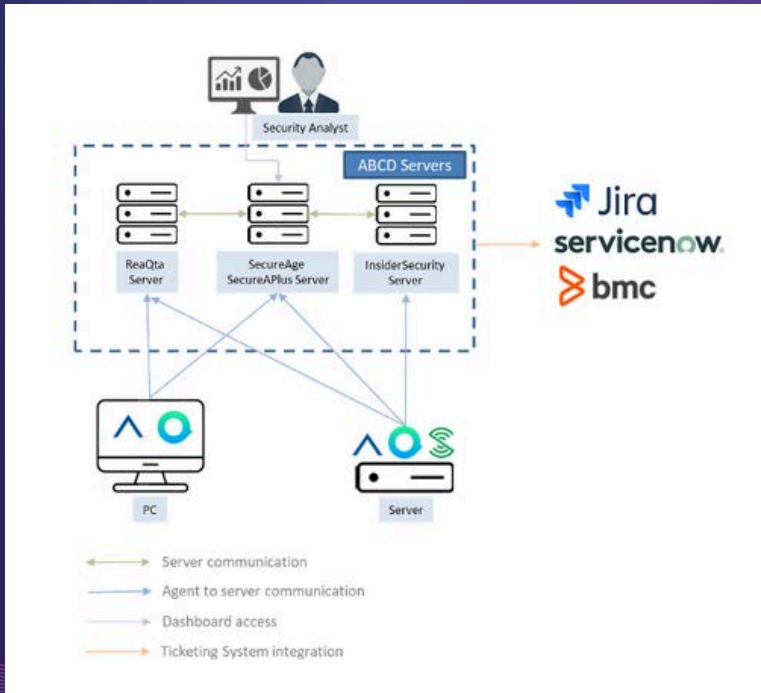 Security Analyst
ABCD Servers
ReaQta
Server
SecureAge
SecureAPlus Server
InsiderSecurity
Server
Jira
servicenow.
bmc
PC
Server
Server communication
Agent to server communication
Dashboard access
Ticketing System integration